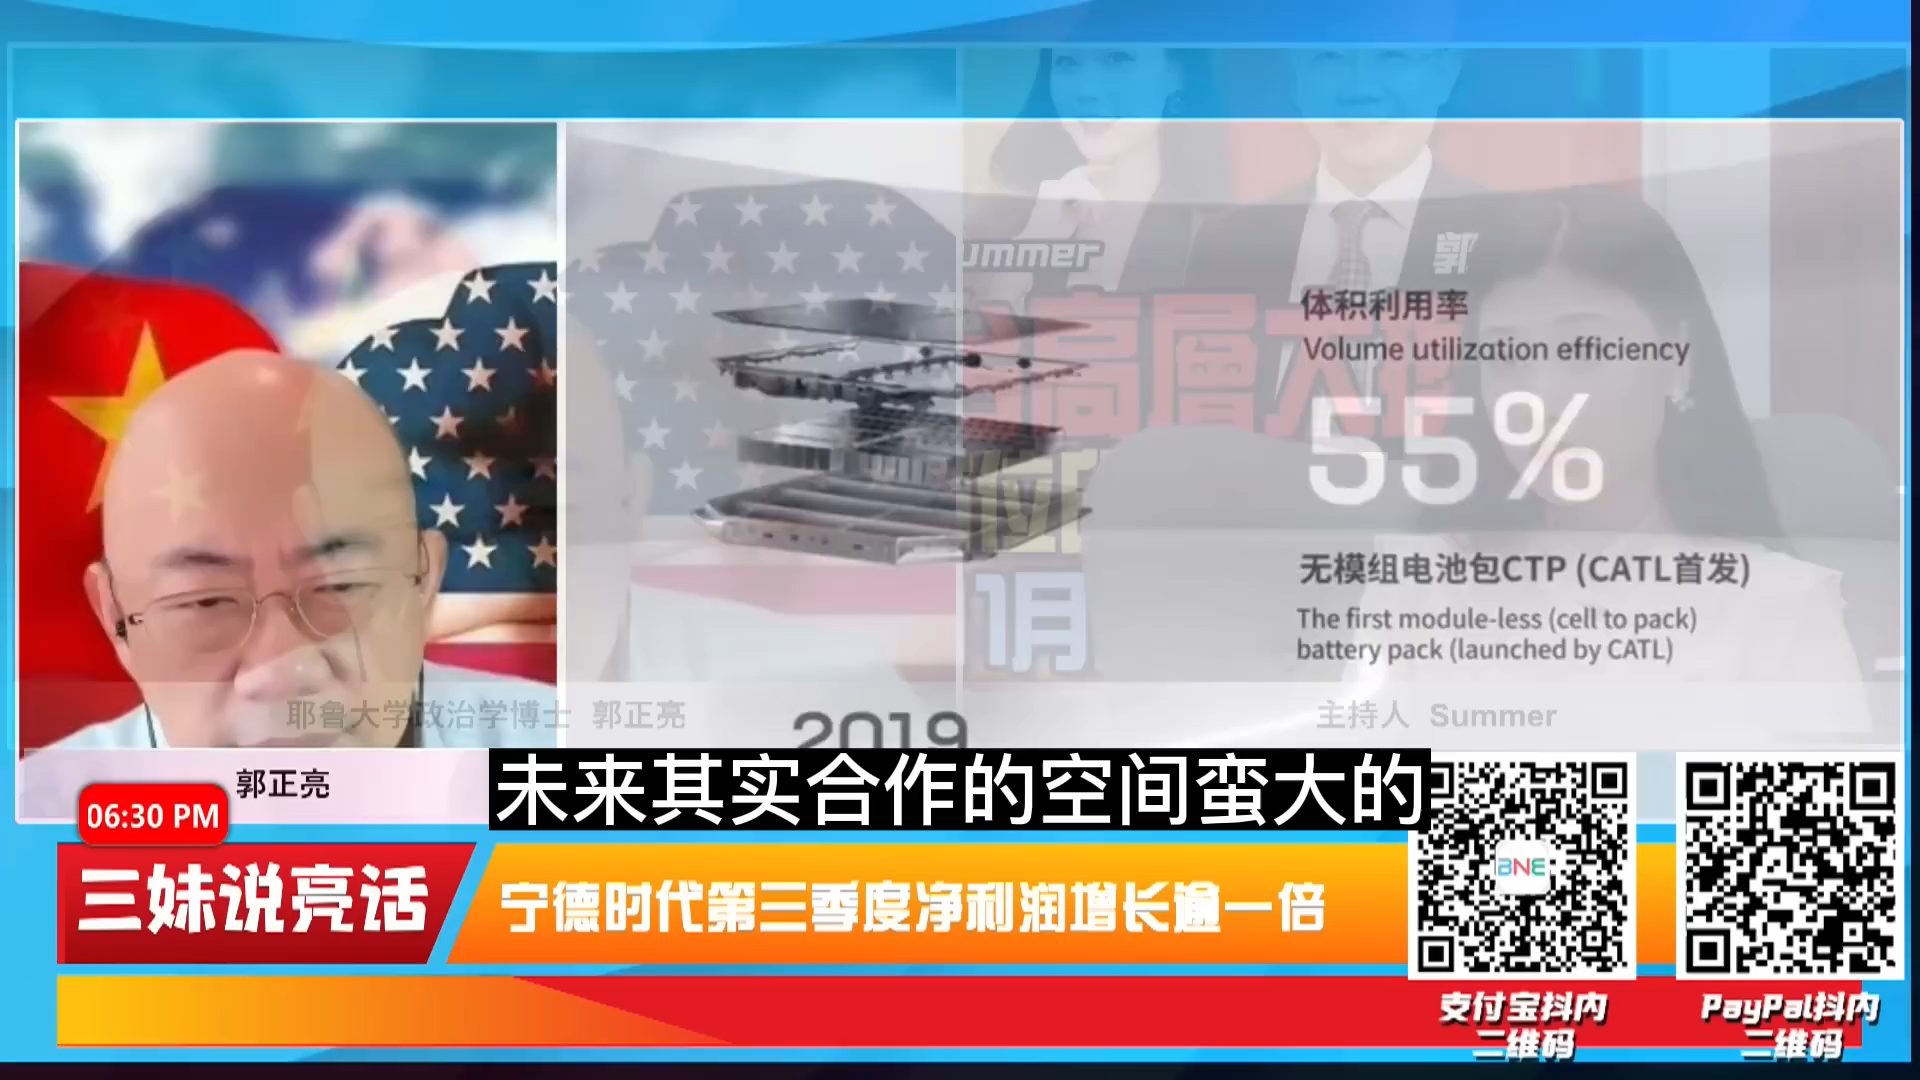 ummer
郭
高層大
体积利用率
Volume utilization efficiency
55%
位
1月
无模组电池包CTP (CATL首发)
The first module-less (cell to pack)
battery pack (launched by CATL)
耶鲁大学政治学博士 郭正亮
主持人 Summer
2019
郭正亮
未来其实合作的空间蛮大的
06:30 PM
三妹说亮话
宁德时代第三季度净利润增长逾一倍
BNE
支付宝抖内
二维码
PayPal抖内
二维码